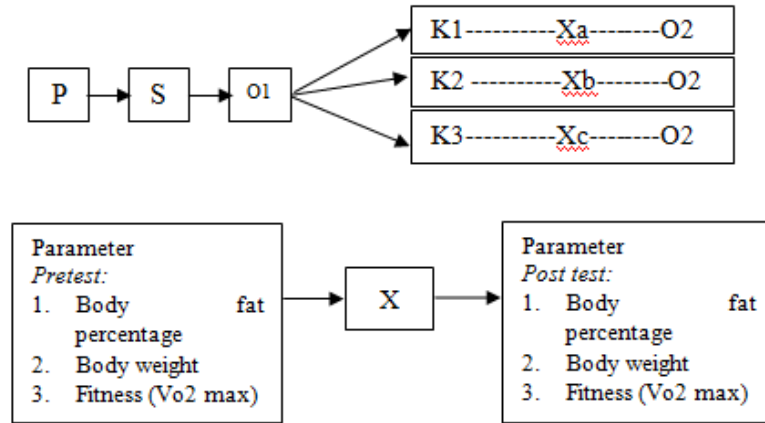 K1----------Xa--------O2
K2 ----------Xb--------O2
P S O1
K3----------Xc--------O2
Parameter
Pretest:
1. Body fat
percentage
2. Body weight
3. Fitness (Vo2 max)
X
Parameter
Post test:
1. Body fat
percentage
2. Body weight
3. Fitness (Vo2 max)